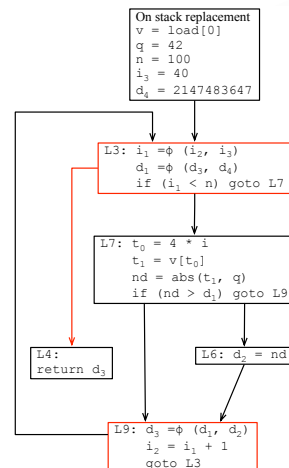 On stack replacement
v = load[0]
q = 42
n = 100
i₃ = 40
d₄ = 2147483647
L3: i₁ =ϕ (i₂, i₃)
d₁ =ϕ (d₃, d₄)
if (i₁ < n) goto L7
L7: t₀ = 4 * i
t₁ = v[t₀]
nd = abs(t₁, q)
if (nd > d₁) goto L9
L4:
return d₃
L6: d₂ = nd
L9: d₃ =ϕ (d₁, d₂)
i₂ = i₁ + 1
goto L3